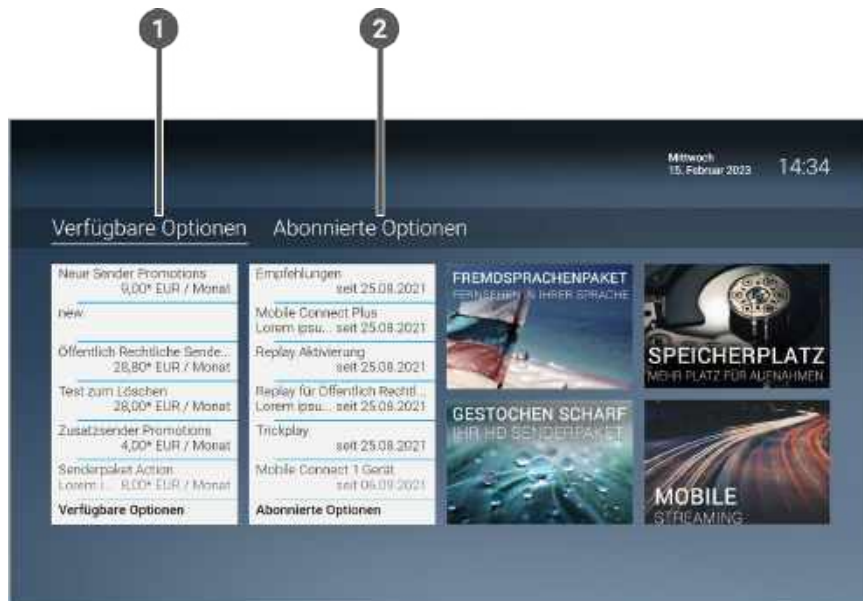 1
2
Mittwoch
15. Februar 2023
14:34
Verfügbare Optionen
Abonnierte Optionen
Neue Sender Promotions
9,00* EUR / Monat
new
Öffentlich Rechtliche Sende...
28,80* EUR / Monat
Test zum Löschen
28,00* EUR / Monat
Zusatzsender Promotions
4,00* EUR / Monat
Senderpaket Action
Lorem i... 8,00* EUR / Monat
Verfügbare Optionen
Empfehlungen
seit 25.08.2021
Mobile Connect Plus
Lorem ipsu... seit 25.08.2021
Replay Aktivierung
seit 25.08.2021
Replay für Öffentlich Rechtl...
Lorem ipsu... seit 25.08.2021
Trickplay
seit 25.08.2021
Mobile Connect 1 Gerät
seit 06.09.2021
Abonnierte Optionen
FREMDSPRACHENPAKET
FERNSEHEN IN IHRER SPRACHE
SPEICHERPLATZ
MEHR PLATZ FÜR AUFNAHMEN
GESTOCHEN SCHARF
IHR HD SENDERPAKET
MOBILE
STREAMING